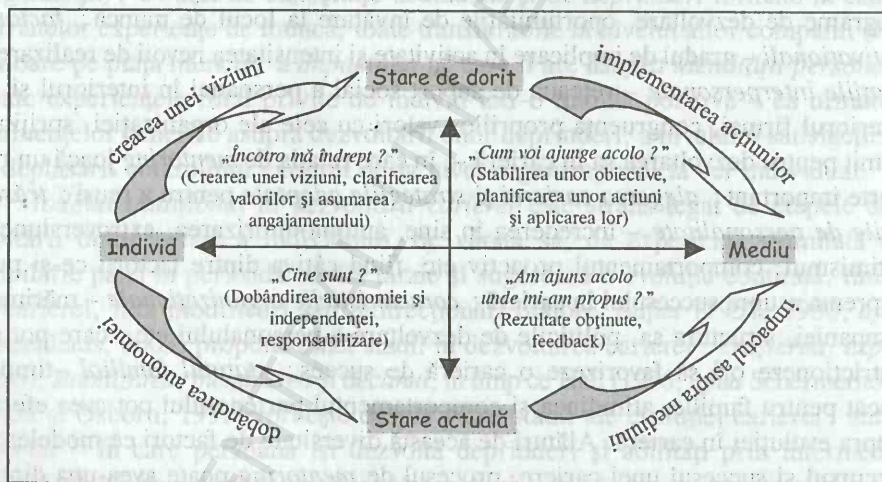 Stare de dorit
crearea unei viziuni
implementarea acțiunilor
„Încotro mă îndrept ?”
(Crearea unei viziuni, clarificarea
valorilor și asumarea
angajamentului)
„Cum voi ajunge acolo ?”
(Stabilirea unor obiective,
planificarea unor acțiuni
și aplicarea lor)
Individ
Mediu
„Cine sunt ?”
(Dobândirea autonomiei și
independenței,
responsabilizare)
„Am ajuns acolo
unde mi-am propus ?”
(Rezultate obținute,
feedback)
dobândirea autonomiei
impactul asupra mediului
Stare actuală